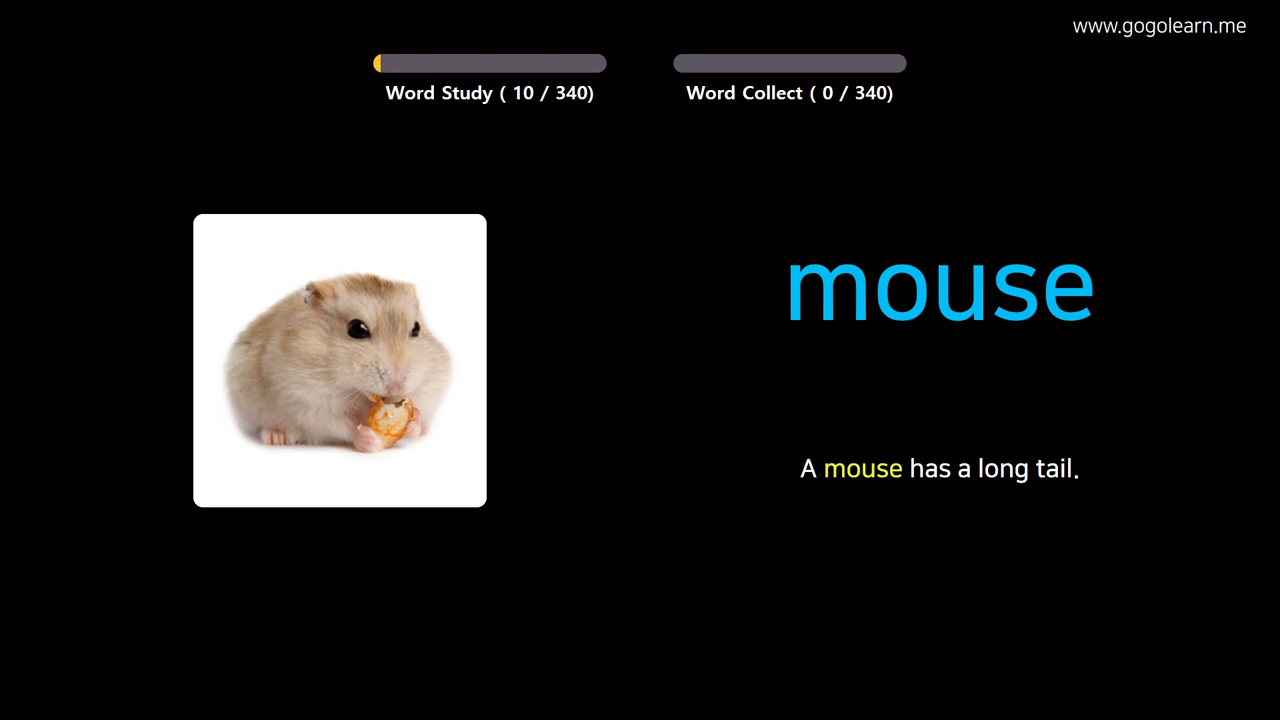 www.gogolearn.me
Word Study ( 10 / 340)
Word Collect ( 0 / 340)
mouse
A mouse has a long tail.